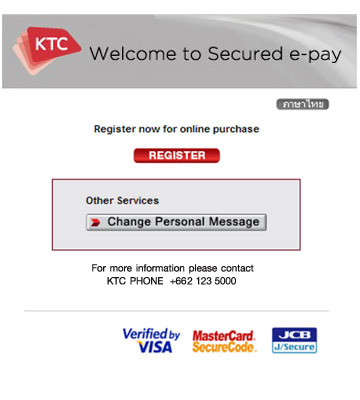 KTC
Welcome to Secured e-pay
ภาษาไทย
Register now for online purchase
REGISTER
Other Services
Change Personal Message
For more information please contact
KTC PHONE +662 123 5000
Verified by
VISA
MasterCard.
SecureCode.
JCB
J/Secure